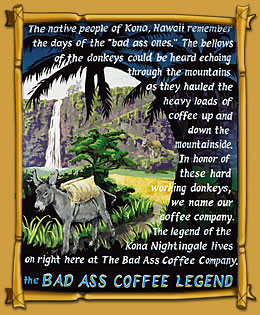 The native people of Kona, Hawaii remember
the days of the "bad ass ones." The bellows
of the donkeys could be heard echoing
through the mountains
as they hauled the
heavy loads of
coffee up and
down the
mountainside.
In honor of
these hard
working donkeys,
we name our
coffee company.
The legend of the
Kona Nightingale lives
on right here at The Bad Ass Coffee Company.
the BAD ASS COFFEE LEGEND